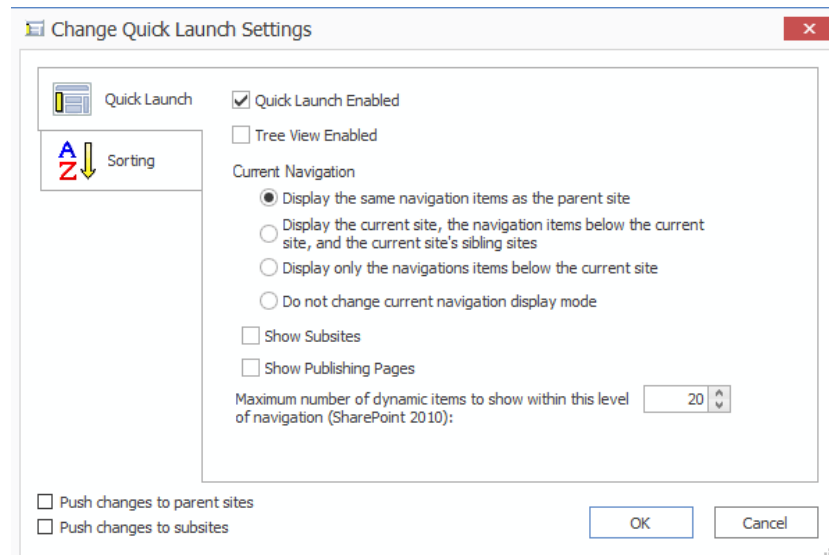 Change Quick Launch Settings
Quick Launch
Sorting
A
Z
Quick Launch Enabled
Tree View Enabled
Current Navigation
Display the same navigation items as the parent site
Display the current site, the navigation items below the current
site, and the current site's sibling sites
Display only the navigations items below the current site
Do not change current navigation display mode
Show Subsites
Show Publishing Pages
Maximum number of dynamic items to show within this level
of navigation (SharePoint 2010):
20
Push changes to parent sites
Push changes to subsites
OK
Cancel